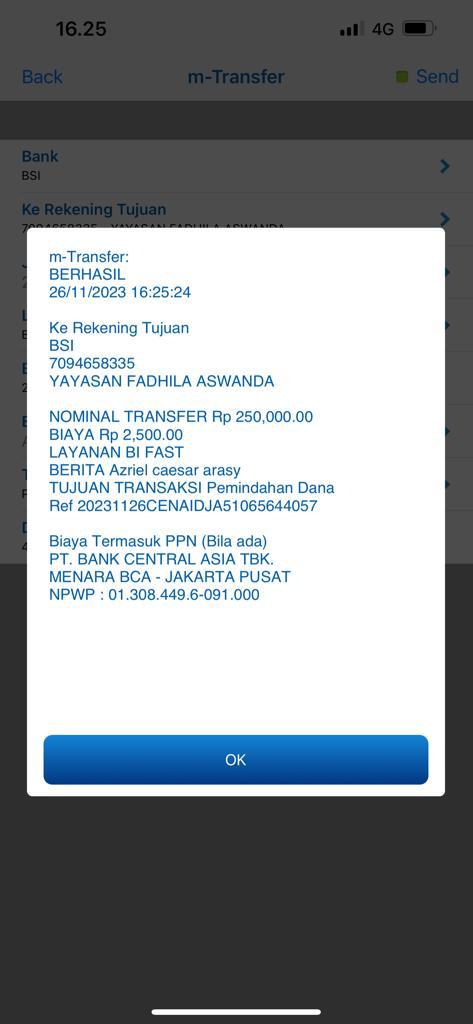 16.25
4G
Back
m-Transfer
Send
Bank
BSI
Ke Rekening Tujuan
m-Transfer:
BERHASIL
26/11/2023 16:25:24
Ke Rekening Tujuan
BSI
7094658335
YAYASAN FADHILA ASWANDA
NOMINAL TRANSFER Rp 250,000.00
BIAYA Rp 2,500.00
LAYANAN BI FAST
BERITA Azriel caesar arasy
TUJUAN TRANSAKSI Pemindahan Dana
Ref 20231126CENAIDJA51065644057
Biaya Termasuk PPN (Bila ada)
PT. BANK CENTRAL ASIA TBK.
MENARA BCA - JAKARTA PUSAT
NPWP : 01.308.449.6-091.000
OK